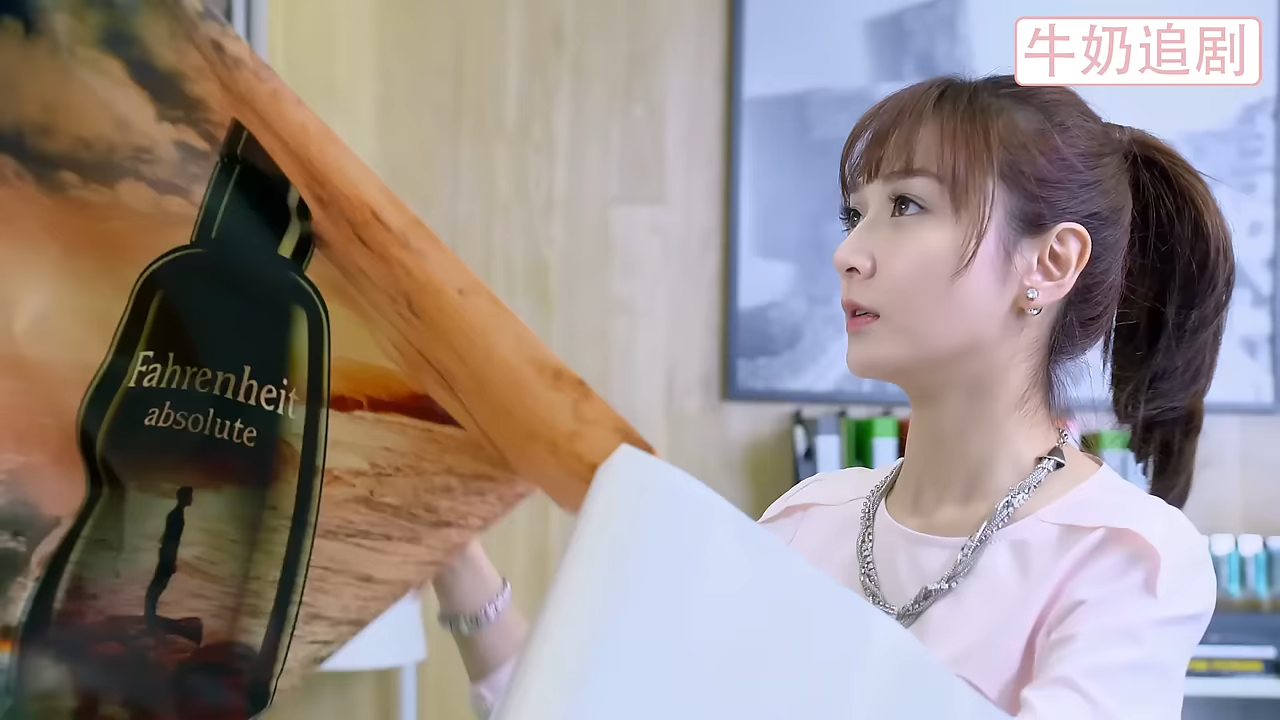 牛奶追剧
Fahrenheit
absolute